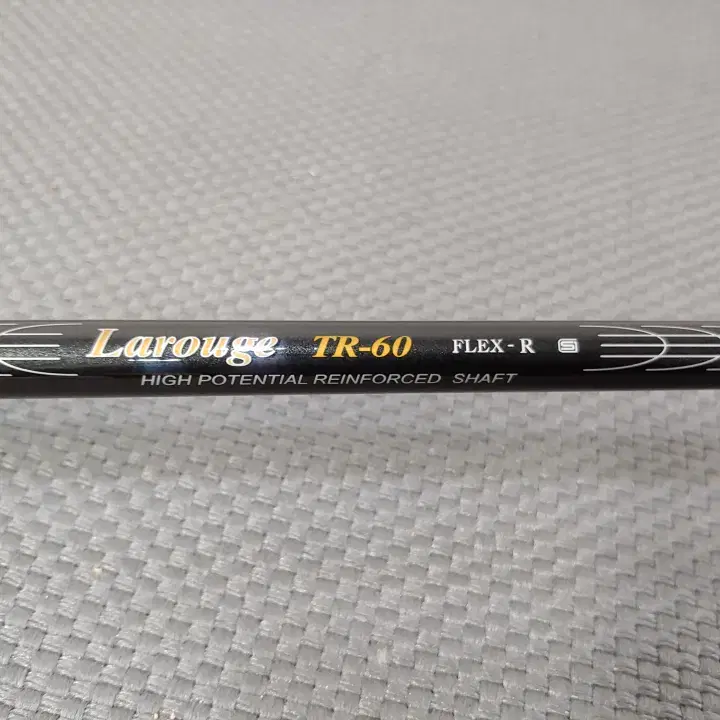 Larouge TR-60 FLEX-R S
HIGH POTENTIAL REINFORCED SHAFT